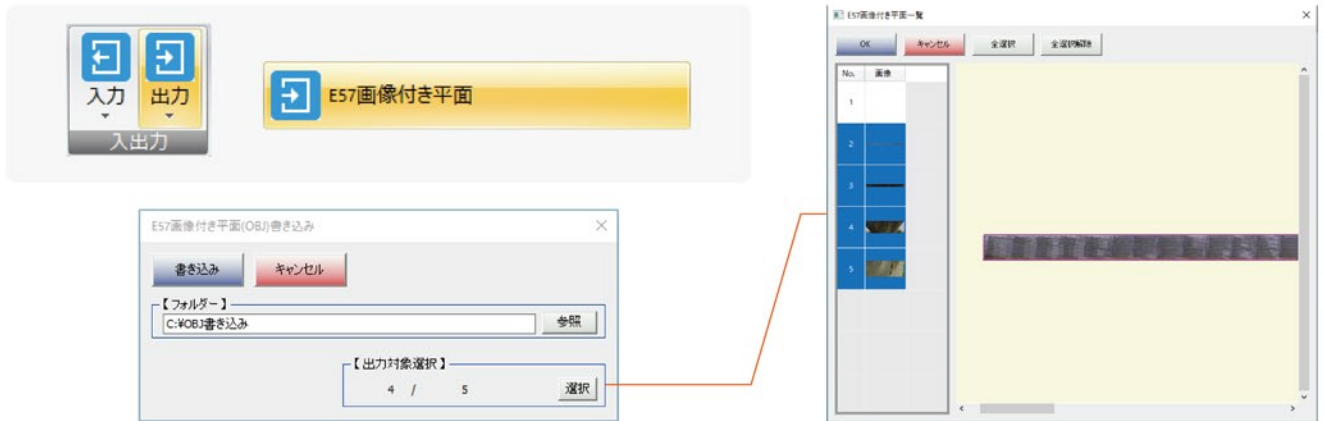 入力
出力
入出力
E57画像付き平面
E57画像付き平面(OBJ)書き込み
書き込み
キャンセル
【フォルダー】
C:¥OBJ書き込み
参照
【出力対象選択】
4 / 5
選択
E57画像付き平面一覧
OK
キャンセル
全選択
全選択解除
No. 画像
1
2
3
4
5